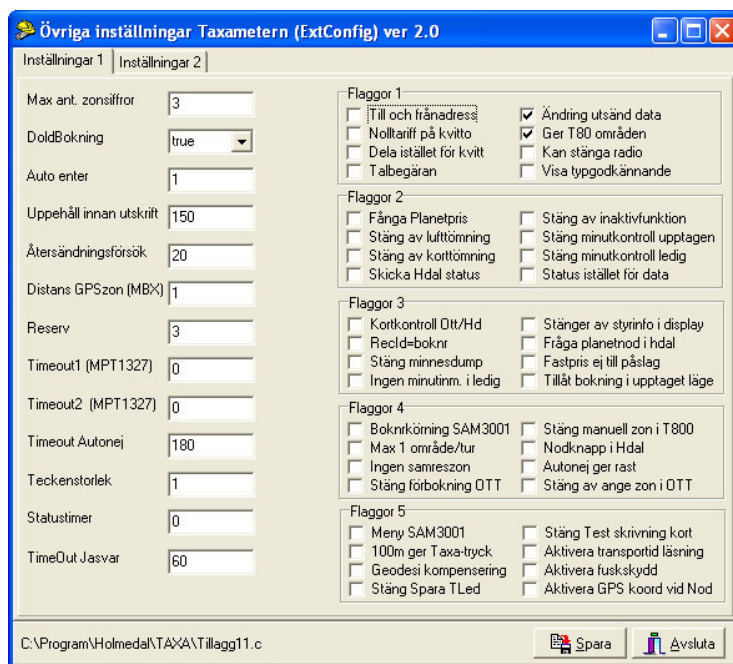 Övriga inställningar Taxametern (ExtConfig) ver 2.0
Inställningar 1 Inställningar 2
Max ant. zonsiffror 3
DoldBokning true
Auto enter 1
Uppehåll innan utskrift 150
Återsändningsförsök 20
Distans GPSzon (MBX) 1
Reserv 3
Timeout1 (MPT1327) 0
Timeout2 (MPT1327) 0
Timeout Autonej 180
Teckenstorlek 1
Statustimer 0
TimeOut Jasvar 60
Flaggor 1
Till och frånadress Ändring utsänd data
Nolltariff på kvitto Ger T80 områden
Dela istället för kvitt Kan stänga radio
Talbegäran Visa typgodkännande
Flaggor 2
Fånga Planetpris Stäng av inaktivfunktion
Stäng av lufttömning Stäng minutkontroll upptagen
Stäng av korttömning Stäng minutkontroll ledig
Skicka Hdal status Status istället för data
Flaggor 3
Kortkontroll Ott/Hd Stänger av styrinfo i display
RecId=boknr Fråga planetnod i hdal
Stäng minnesdump Fastpris ej till påslag
Ingen minutinm. i ledig Tillåt bokning i upptaget läge
Flaggor 4
Boknrkörning SAM3001 Stäng manuell zon i T800
Max 1 område/tur Nodknapp i Hdal
Ingen samreszon Autonej ger rast
Stäng förbokning OTT Stäng av ange zon i OTT
Flaggor 5
Meny SAM3001 Stäng Test skrivning kort
100m ger Taxa-tryck Aktivera transportid läsning
Geodesi kompensering Aktivera fuskskydd
Stäng Spara TLed Aktivera GPS koord vid Nod
C:\Program\Holmedal\TAXA\Tillagg11.c Spara Avsluta